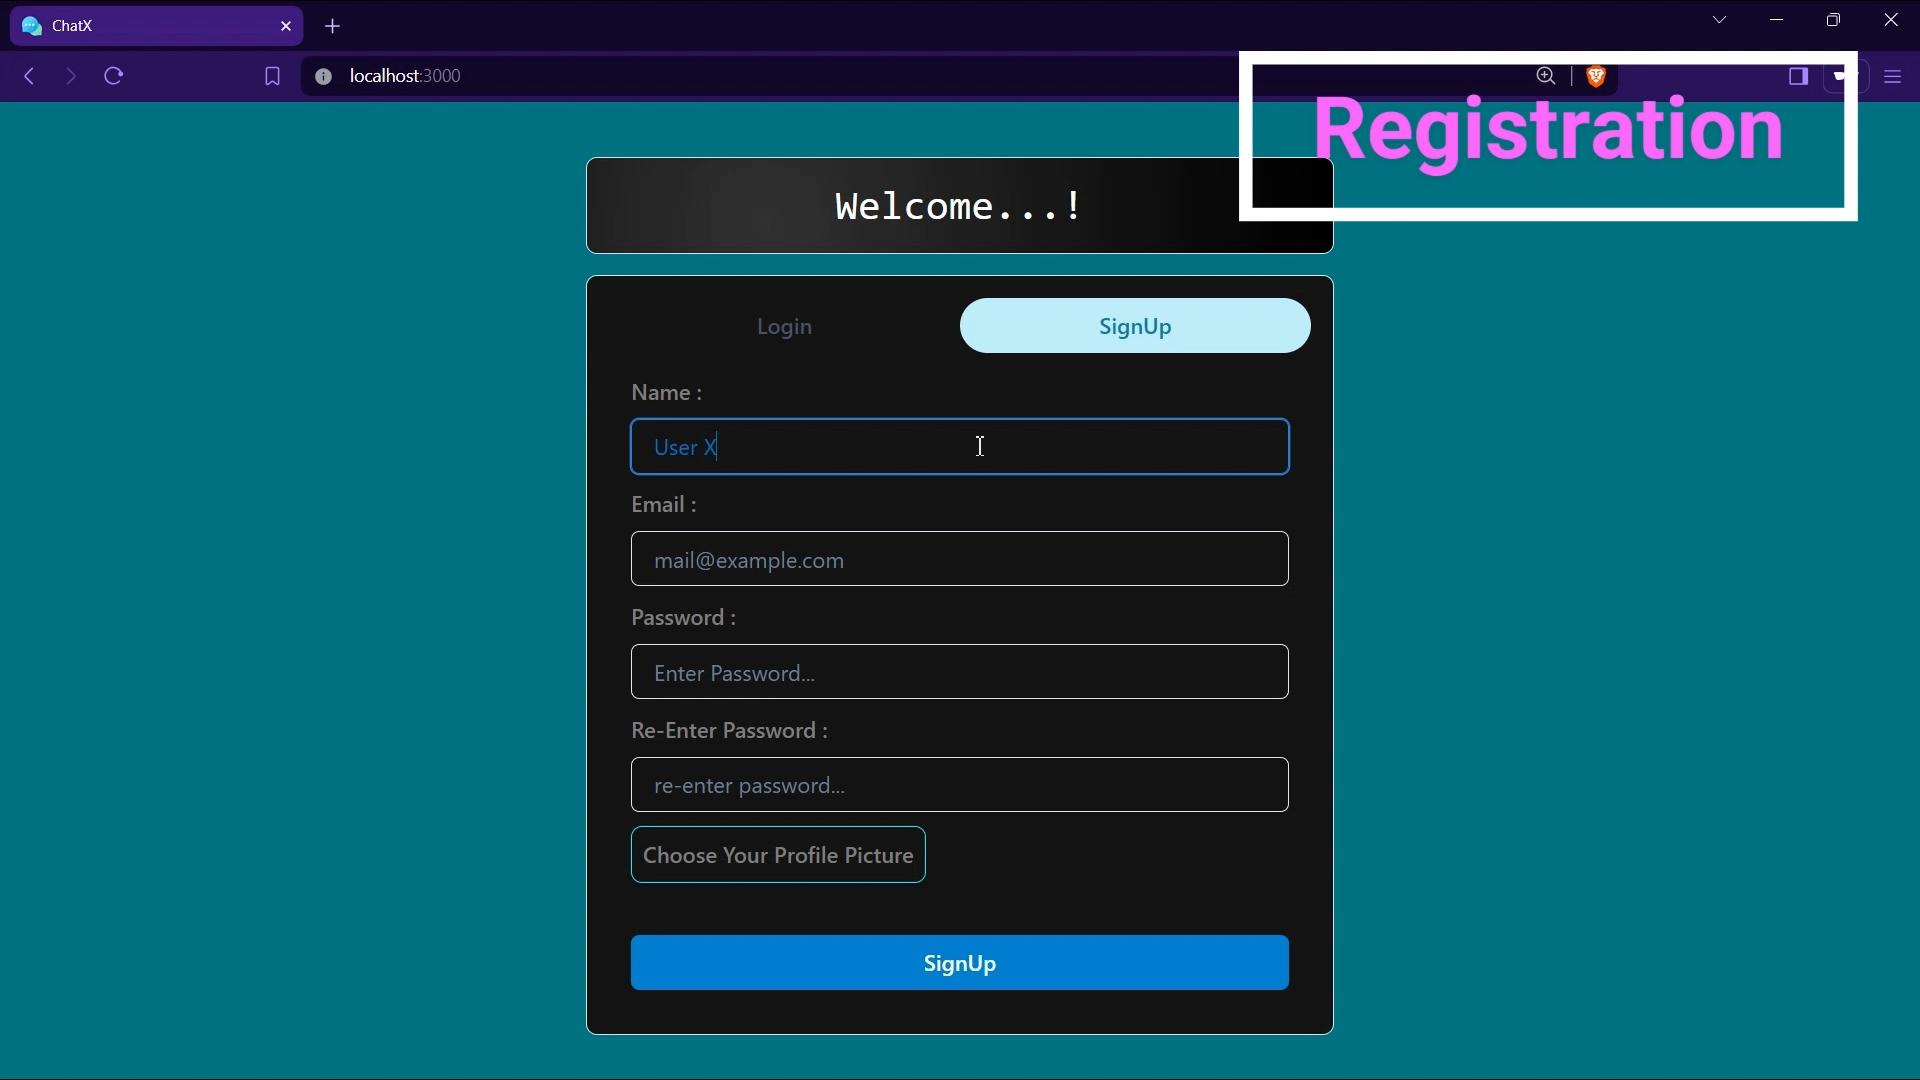 ChatX
localhost:3000
Registration
Welcome...!
Login
SignUp
Name :
User X
Email :
mail@example.com
Password :
Enter Password...
Re-Enter Password :
re-enter password...
Choose Your Profile Picture
SignUp